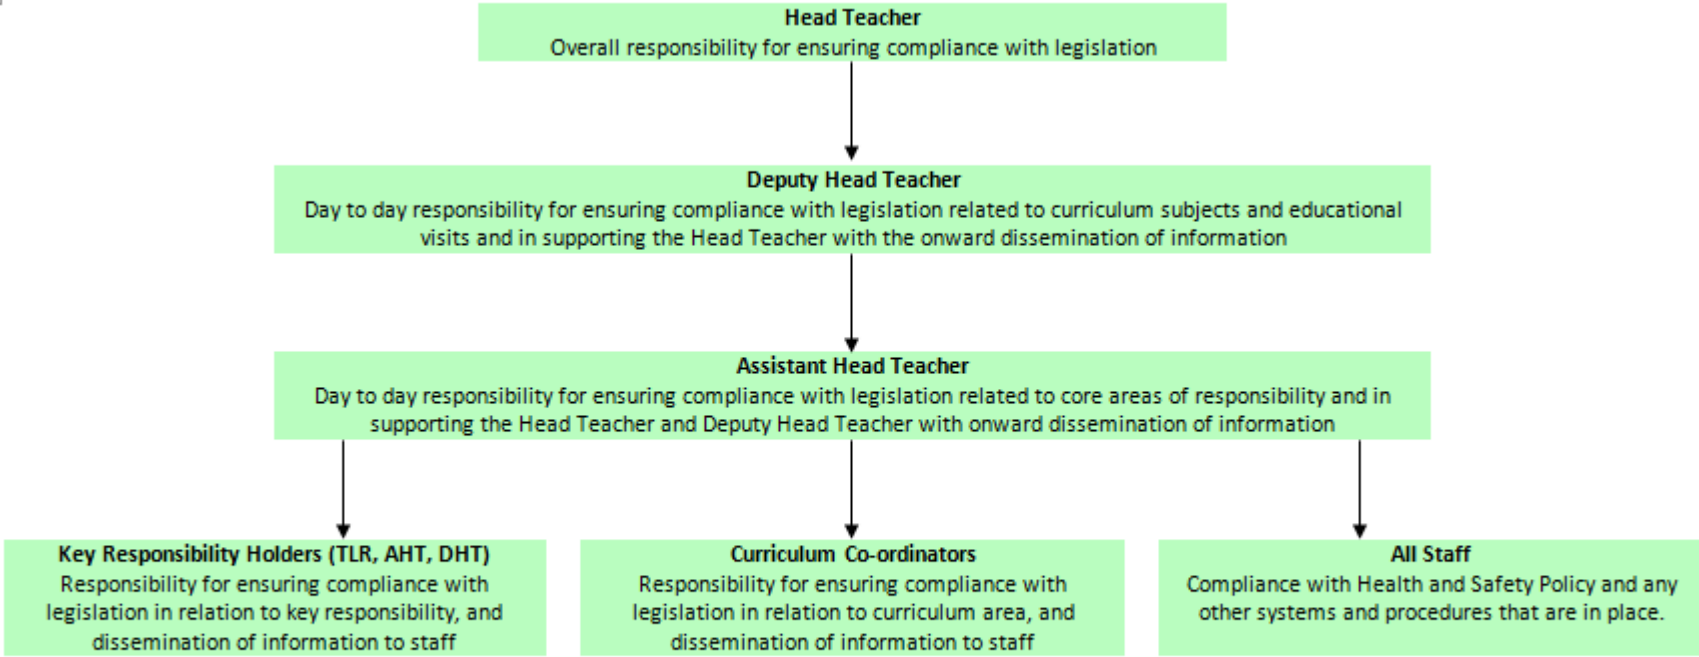 Head Teacher
Overall responsibility for ensuring compliance with legislation
Deputy Head Teacher
Day to day responsibility for ensuring compliance with legislation related to curriculum subjects and educational
visits and in supporting the Head Teacher with the onward dissemination of information
Assistant Head Teacher
Day to day responsibility for ensuring compliance with legislation related to core areas of responsibility and in
supporting the Head Teacher and Deputy Head Teacher with onward dissemination of information
Key Responsibility Holders (TLR, AHT, DHT)
Responsibility for ensuring compliance with
legislation in relation to key responsibility, and
dissemination of information to staff
Curriculum Co-ordinators
Responsibility for ensuring compliance with
legislation in relation to curriculum area, and
dissemination of information to staff
All Staff
Compliance with Health and Safety Policy and any
other systems and procedures that are in place.